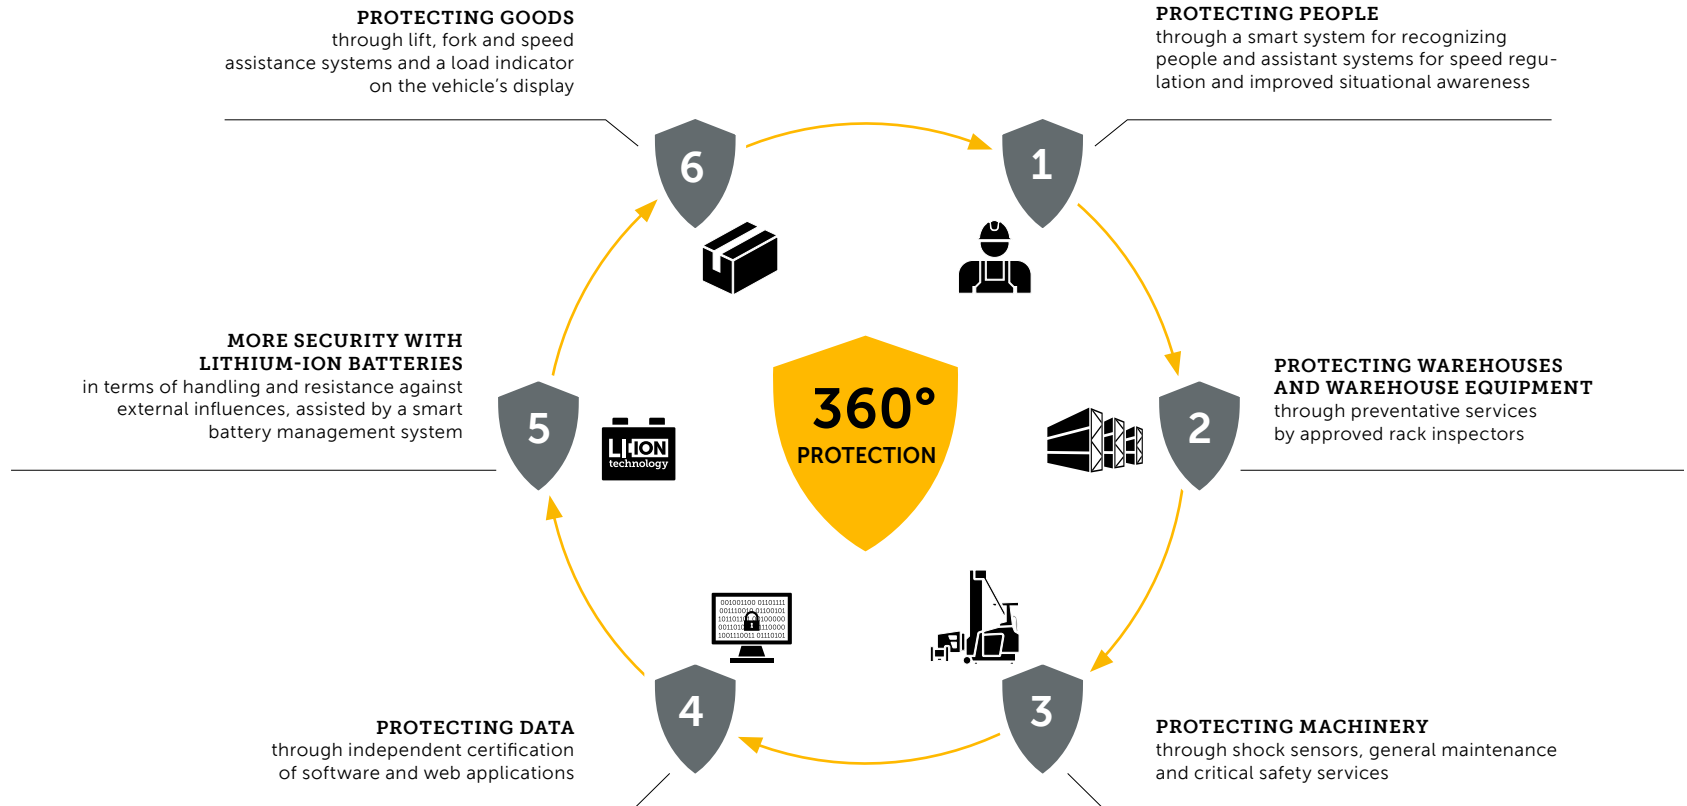 PROTECTING GOODS
through lift, fork and speed
assistance systems and a load indicator
on the vehicle's display
PROTECTING PEOPLE
through a smart system for recognizing
people and assistant systems for speed regu-
lation and improved situational awareness
6
1
MORE SECURITY WITH
LITHIUM-ION BATTERIES
in terms of handling and resistance against
external influences, assisted by a smart
battery management system
5
LI-ION
technology
360°
PROTECTION
2
PROTECTING WAREHOUSES
AND WAREHOUSE EQUIPMENT
through preventative services
by approved rack inspectors
001001100 01101111
1001110011 01110101
4
3
PROTECTING DATA
through independent certification
of software and web applications
PROTECTING MACHINERY
through shock sensors, general maintenance
and critical safety services